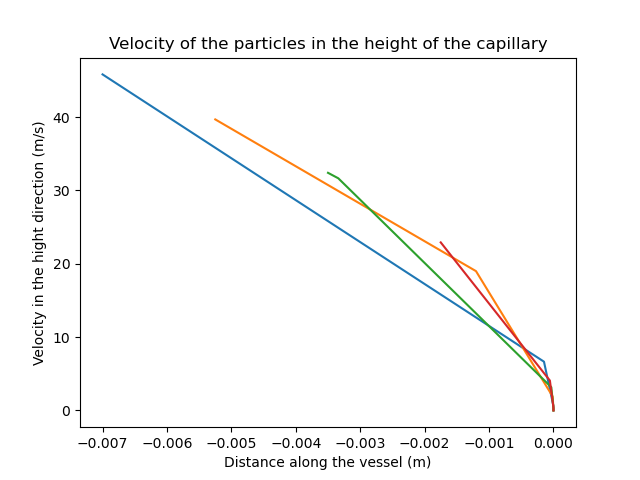 Velocity of the particles in the height of the capillary
Velocity in the hight direction (m/s)
40
30
20
10
0
−0.007 −0.006 −0.005 −0.004 −0.003 −0.002 −0.001 0.000
Distance along the vessel (m)